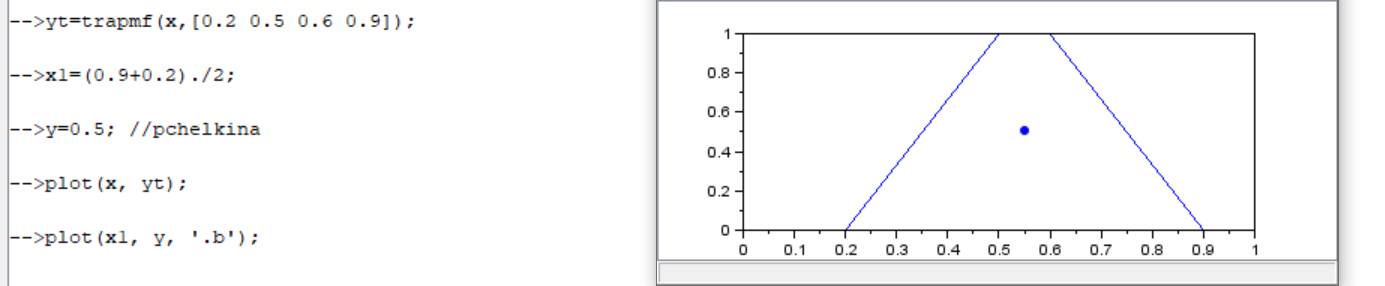 -->yt=trapmf(x,[0.2 0.5 0.6 0.9]);
-->x1=(0.9+0.2)./2;
-->y=0.5; //pchelkina
-->plot(x, yt);
-->plot(x1, y, '.b');
1
0.8
0.6
0.4
0.2
0
0 0.1 0.2 0.3 0.4 0.5 0.6 0.7 0.8 0.9 1